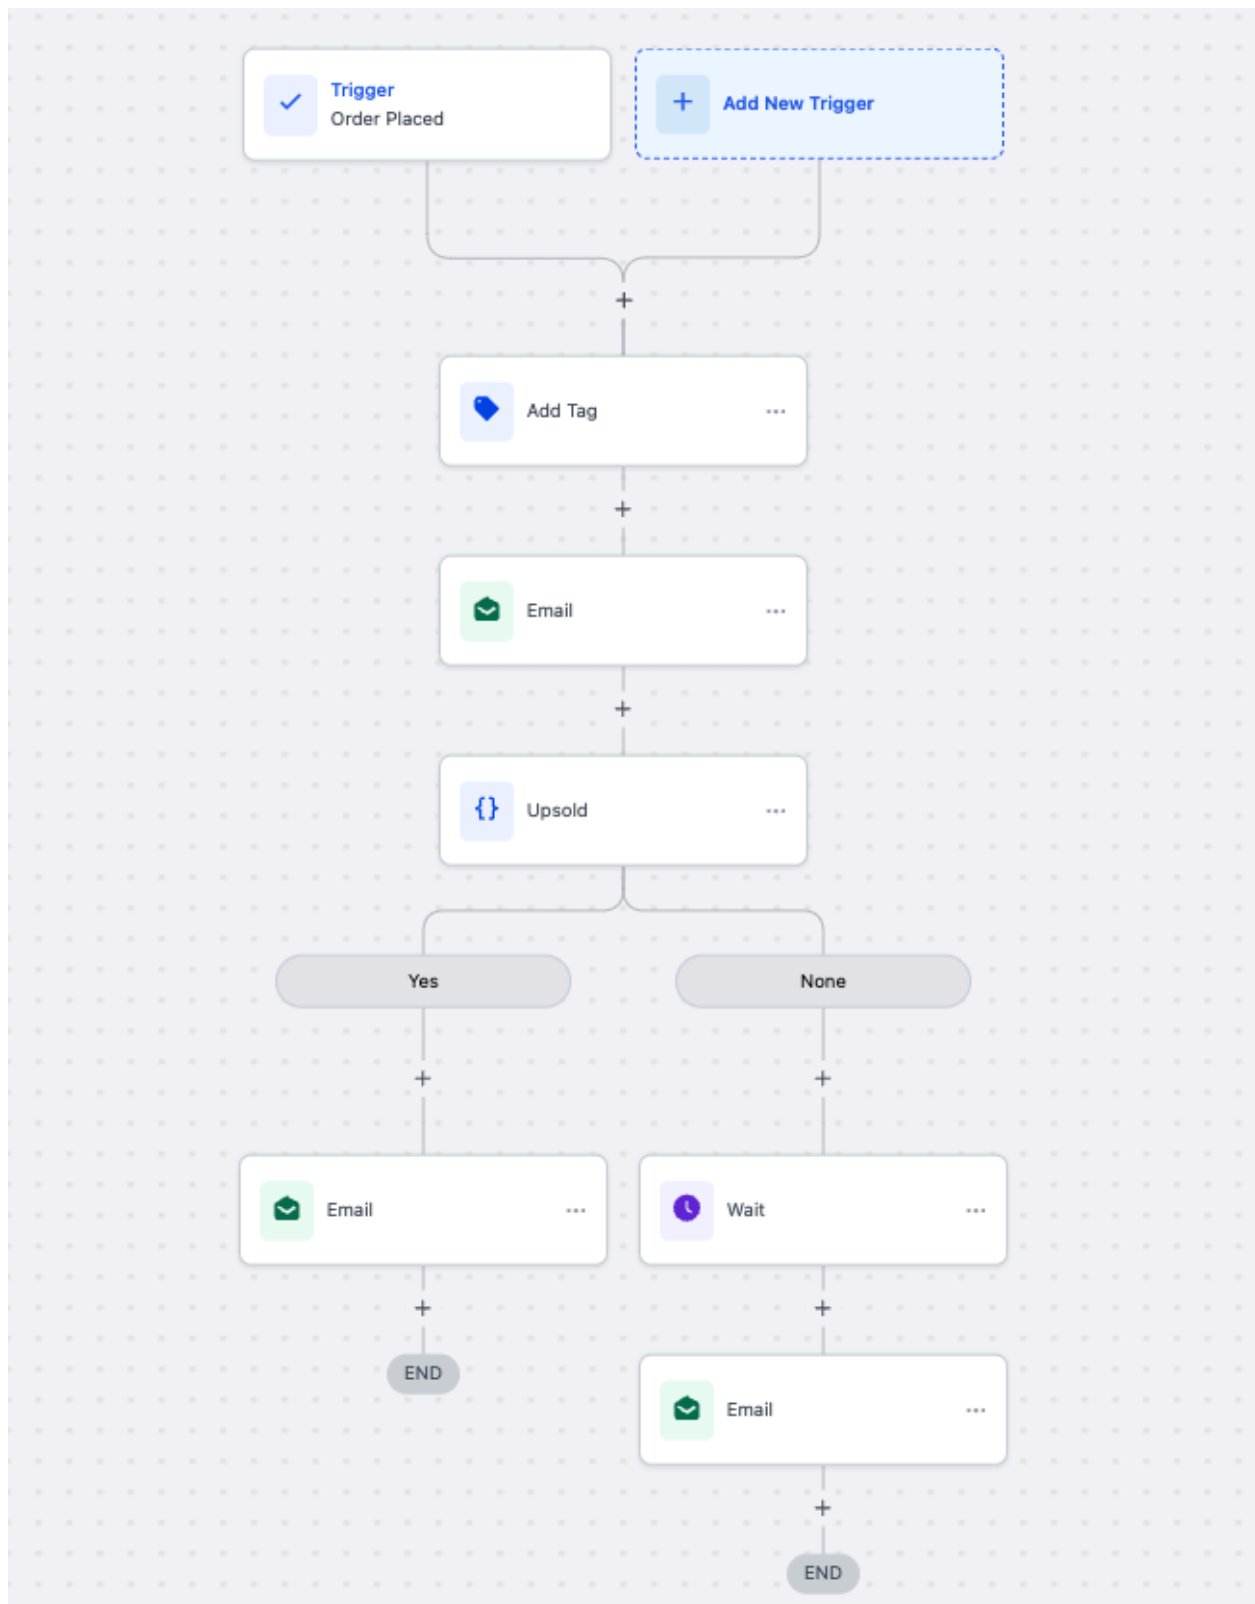 Trigger
Order Placed
Add New Trigger
Add Tag
Email
Upsold
Yes
None
Email
Wait
END
Email
END